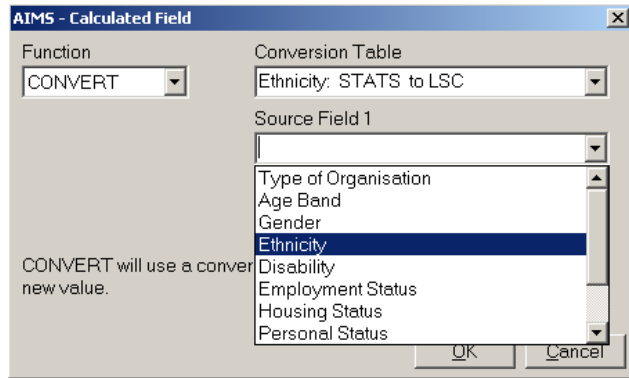 AIMS - Calculated Field
Function
Conversion Table
CONVERT
Ethnicity: STATS to LSC
Source Field 1
Type of Organisation
Age Band
Gender
Ethnicity
CONVERT will use a conver
Disability
new value.
Employment Status
Housing Status
Personal Status
OK
Cancel